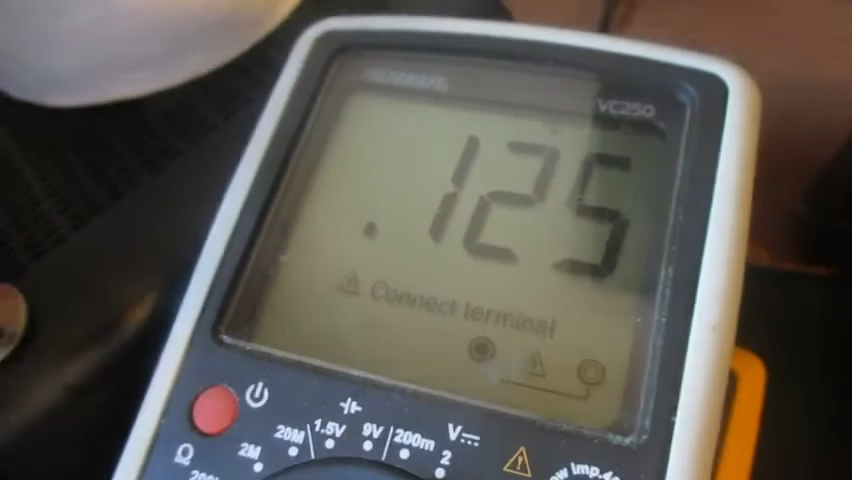 VC250
.125
Connect terminal
1.5V 9V 200m V
2M 20M 2
Ω